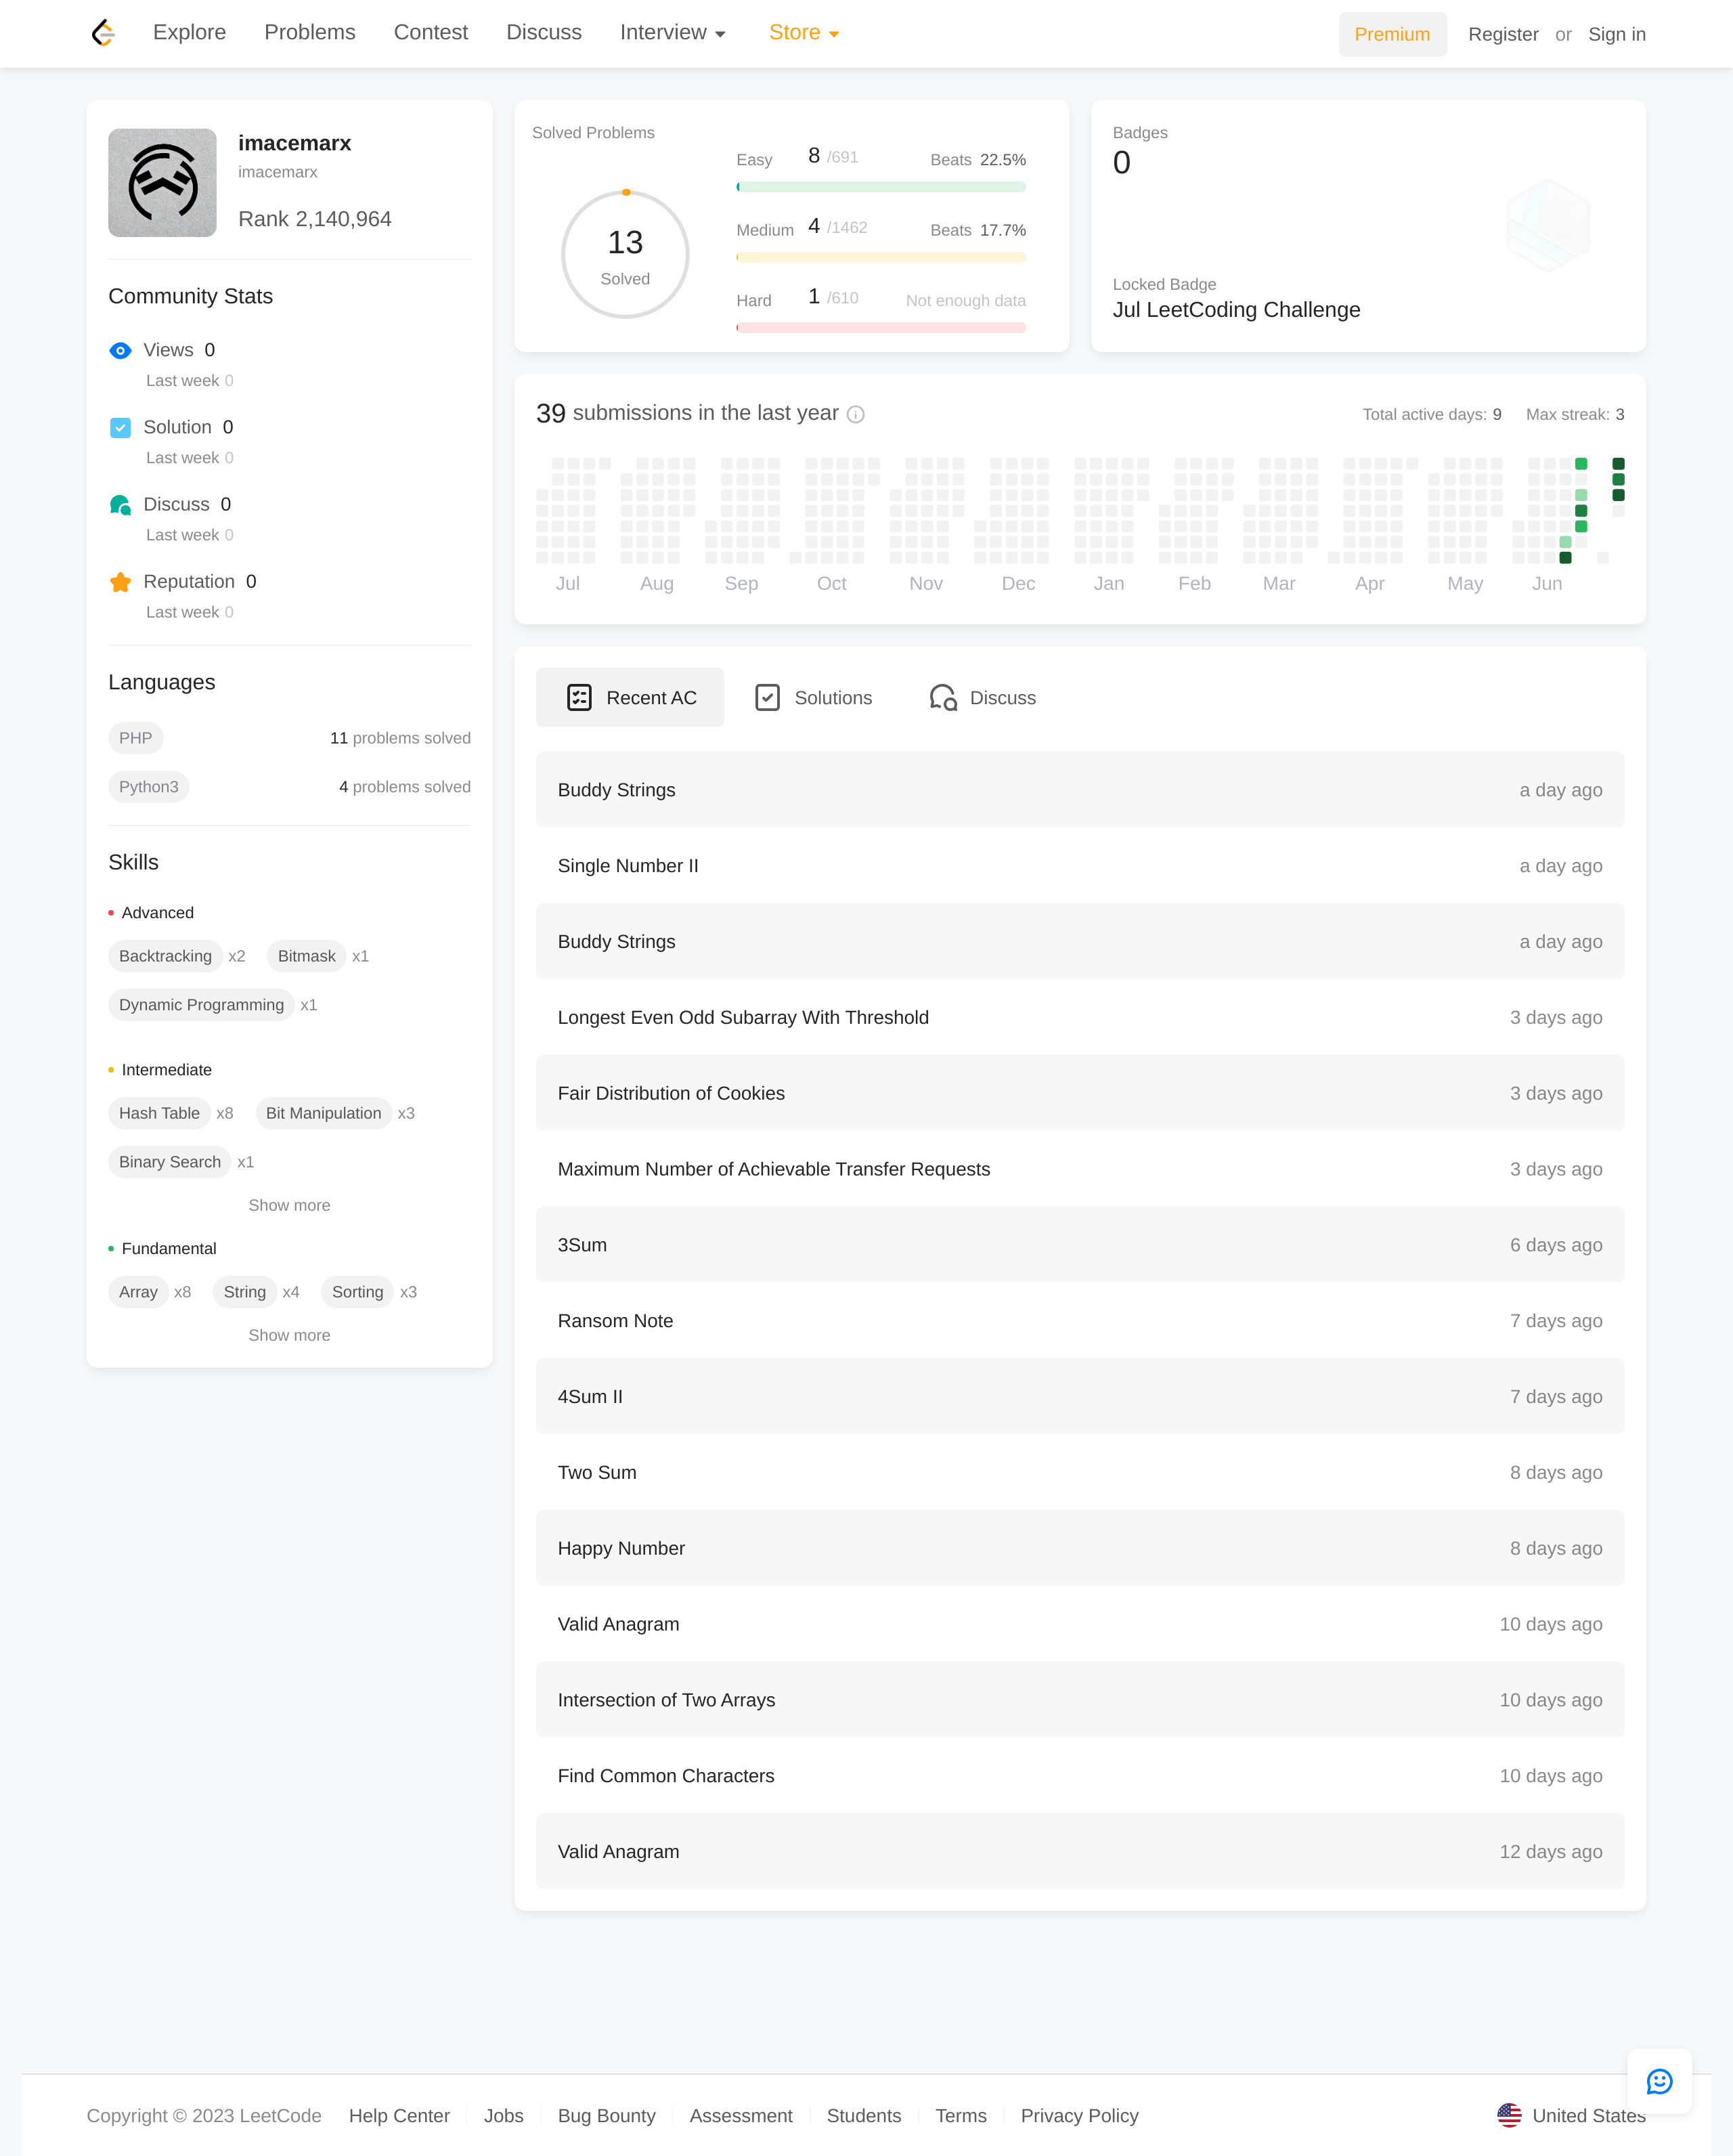 Explore Problems Contest Discuss Interview Store Premium Register or Sign in
imacemarx
imacemarx
Rank 2,140,964
Community Stats
Views 0
Last week 0
Solution 0
Last week 0
Discuss 0
Last week 0
Reputation 0
Last week 0
Languages
PHP 11 problems solved
Python3 4 problems solved
Skills
Advanced
Backtracking x2 Bitmask x1
Dynamic Programming x1
Intermediate
Hash Table x8 Bit Manipulation x3
Binary Search x1
Show more
Fundamental
Array x8 String x4 Sorting x3
Show more
Solved Problems
13
Solved
Easy 8 /691 Beats 22.5%
Medium 4 /1462 Beats 17.7%
Hard 1 /610 Not enough data
Badges
0
Locked Badge
Jul LeetCoding Challenge
39 submissions in the last year Total active days: 9 Max streak: 3
Jul Aug Sep Oct Nov Dec Jan Feb Mar Apr May Jun
Recent AC Solutions Discuss
Buddy Strings a day ago
Single Number II a day ago
Buddy Strings a day ago
Longest Even Odd Subarray With Threshold 3 days ago
Fair Distribution of Cookies 3 days ago
Maximum Number of Achievable Transfer Requests 3 days ago
3Sum 6 days ago
Ransom Note 7 days ago
4Sum II 7 days ago
Two Sum 8 days ago
Happy Number 8 days ago
Valid Anagram 10 days ago
Intersection of Two Arrays 10 days ago
Find Common Characters 10 days ago
Valid Anagram 12 days ago
Copyright © 2023 LeetCode Help Center Jobs Bug Bounty Assessment Students Terms Privacy Policy United States